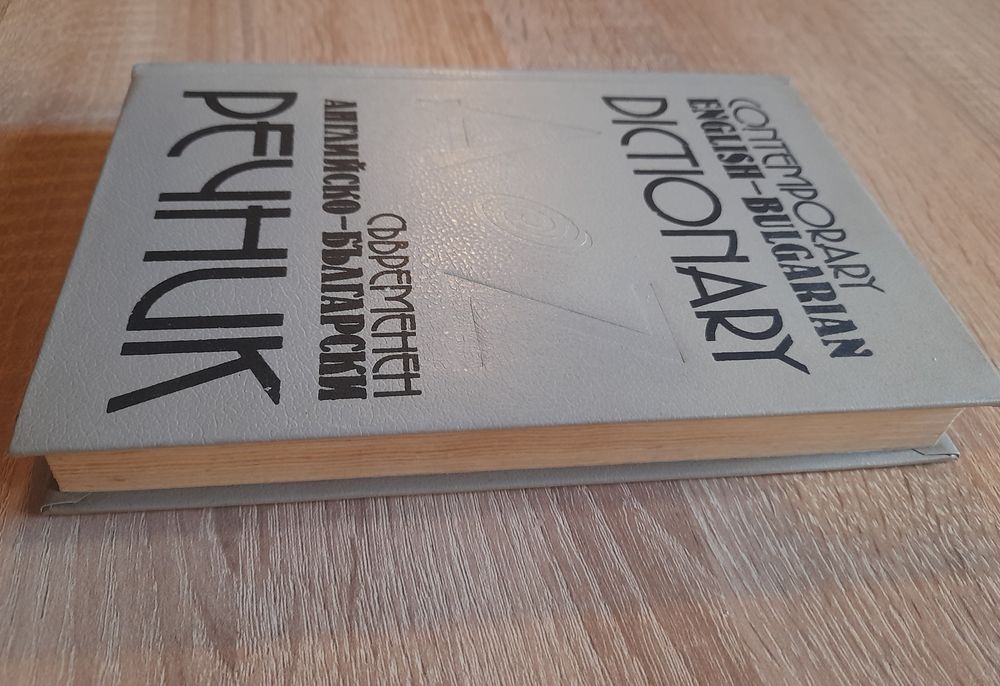 CONTEMPORARY
ENGLISH-BULGARIAN
DICTIONARY
СЪВРЕМЕНЕН
АНГЛИЙСКО-БЪЛГАРСКИ
РЕЧНИК